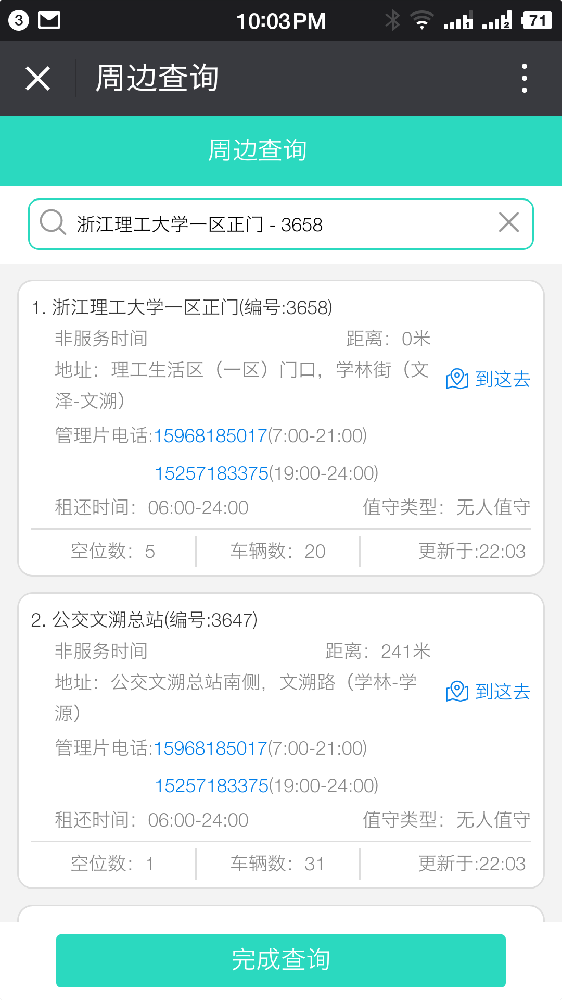 3 10:03PM 1 2 71
周边查询
周边查询
浙江理工大学一区正门 - 3658
1. 浙江理工大学一区正门(编号:3658)
非服务时间 距离：0米
地址：理工生活区（一区）门口，学林街（文
泽-文溯）
到这去
管理片电话:15968185017(7:00-21:00)
15257183375(19:00-24:00)
租还时间：06:00-24:00 值守类型：无人值守
空位数：5 车辆数：20 更新于:22:03
2. 公交文溯总站(编号:3647)
非服务时间 距离：241米
地址：公交文溯总站南侧，文溯路（学林-学
源）
到这去
管理片电话:15968185017(7:00-21:00)
15257183375(19:00-24:00)
租还时间：06:00-24:00 值守类型：无人值守
空位数：1 车辆数：31 更新于:22:03
完成查询